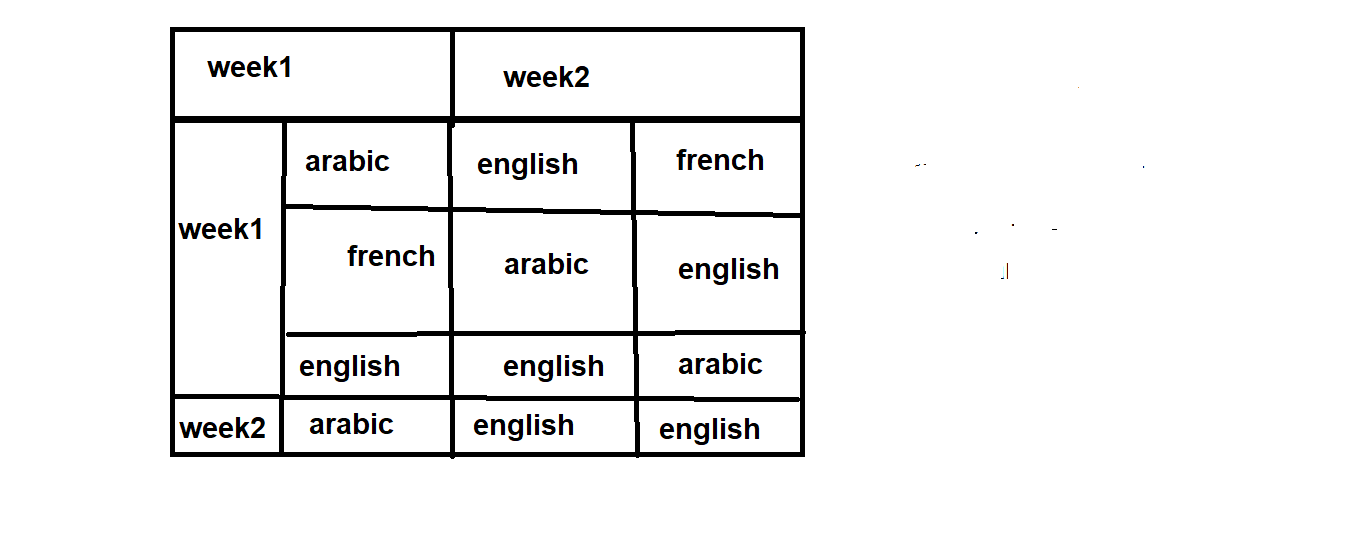 week1 week2
arabic english french
week1
french arabic english
english english arabic
week2 arabic english english